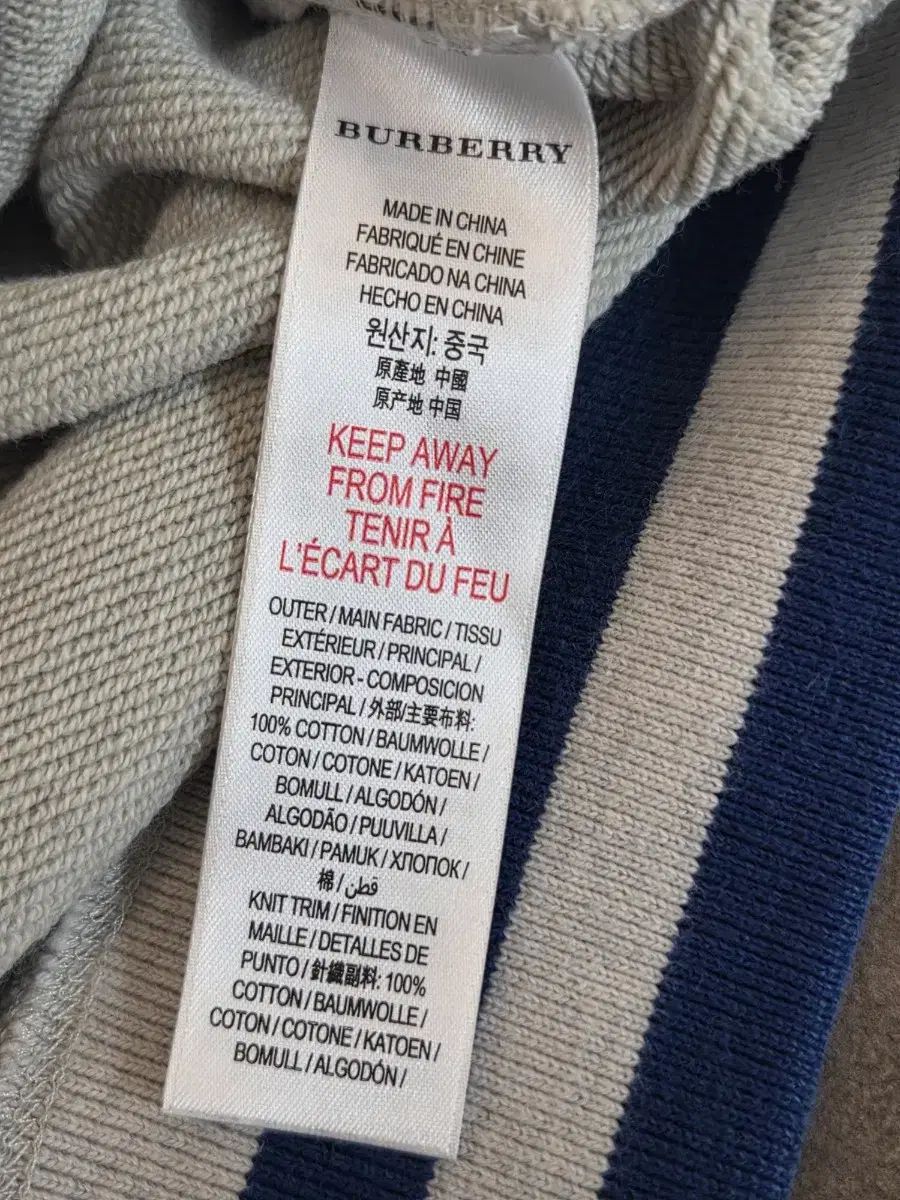 BURBERRY
MADE IN CHINA
FABRIQUÉ EN CHINE
FABRICADO NA CHINA
HECHO EN CHINA
원산지: 중국
原產地 中國
原产地 中国
KEEP AWAY
FROM FIRE
TENIR À
L'ÉCART DU FEU
OUTER / MAIN FABRIC / TISSU
EXTÉRIEUR / PRINCIPAL /
EXTERIOR - COMPOSICION
PRINCIPAL / 外部/主要布料:
100% COTTON / BAUMWOLLE /
COTON / COTONE / KATOEN /
BOMULL / ALGODÓN /
ALGODÃO / PUUVILLA /
BAMBAKI / PAMUK / ХЛОПОК /
棉 / قطن
KNIT TRIM / FINITION EN
MAILLE / DETALLES DE
PUNTO / 針織副料: 100%
COTTON / BAUMWOLLE /
COTON / COTONE / KATOEN /
BOMULL / ALGODÓN /